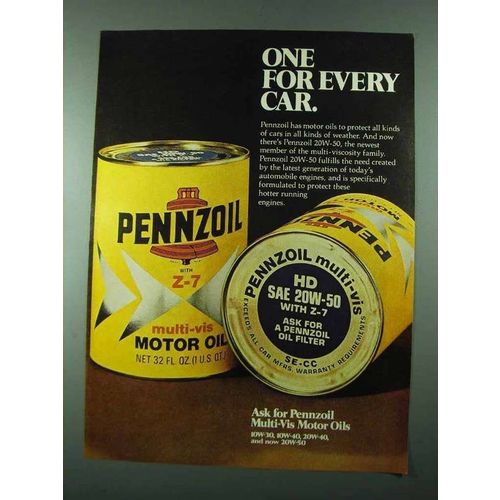 ONE
FOR EVERY
CAR.
Pennzoil has motor oils to protect all kinds
of cars in all kinds of weather. And now
there's Pennzoil 20W-50, the newest
member of the multi-viscosity family.
Pennzoil 20W-50 fulfills the need created
by the latest generation of today's
automobile engines, and is specifically
formulated to protect these
hotter running
engines.
PENNZOIL
WITH
Z-7
multi-vis
MOTOR OIL
NET 32 FL. OZ. (1 U.S. QT.)
PENNZOIL
MOTOR
PENNZOIL multi-vis
HD
SAE 20W-50
WITH Z-7
ASK FOR
A PENNZOIL
OIL FILTER
SE-CC
EXCEEDS ALL CAR MFRS. WARRANTY REQUIREMENTS
Ask for Pennzoil
Multi-Vis Motor Oils
10W-30, 10W-40, 20W-40,
and now 20W-50